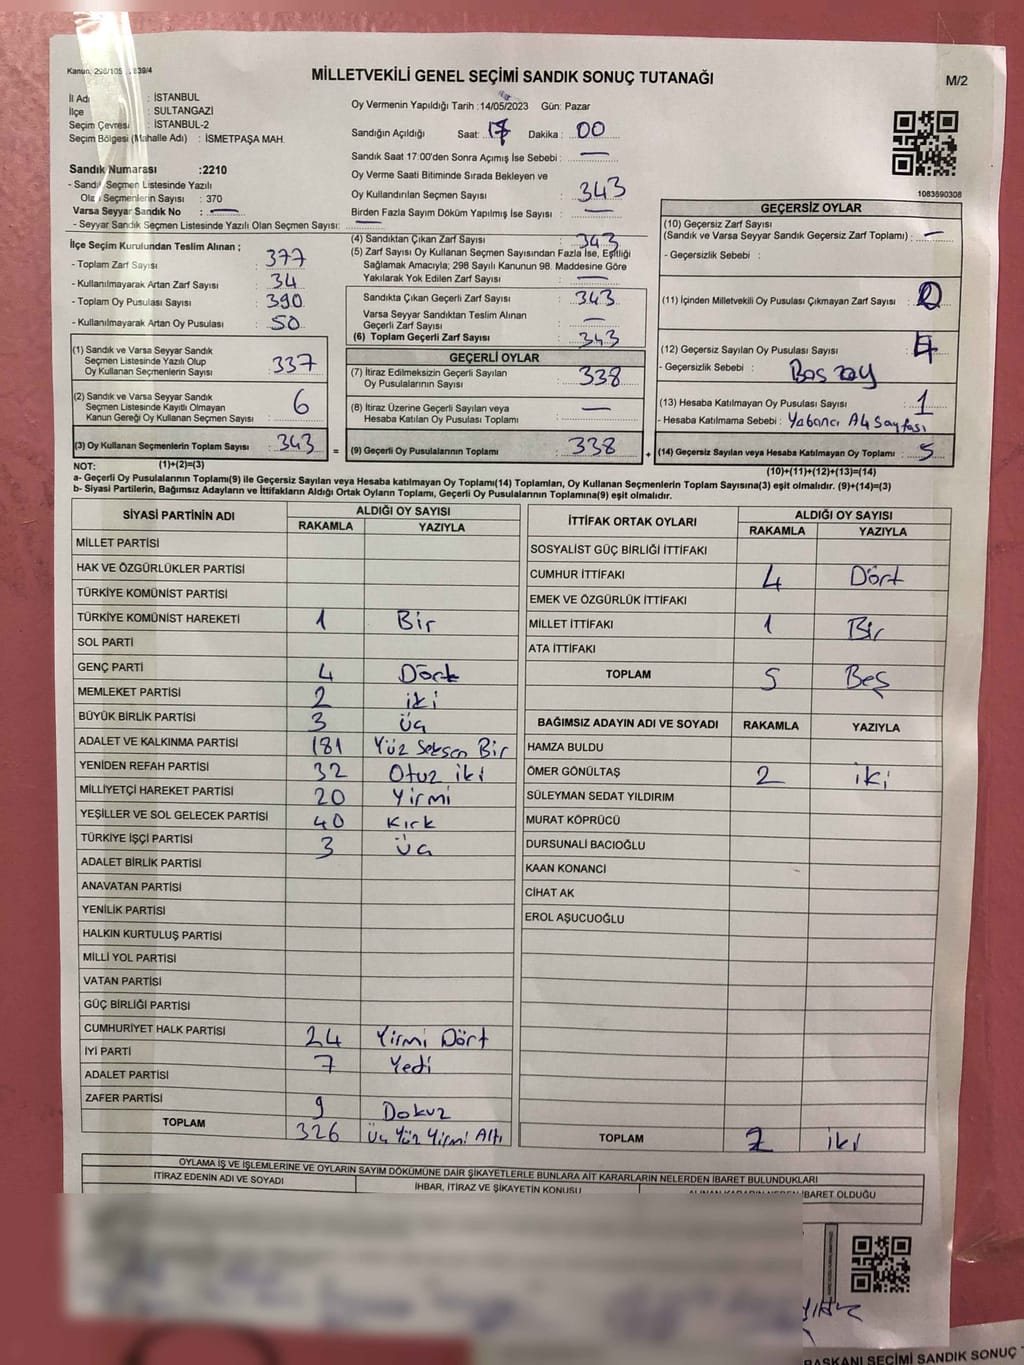 Kanun: 298/105 , 839/4
MİLLETVEKİLİ GENEL SEÇİMİ SANDIK SONUÇ TUTANAĞI
M/2
İl Adı : İSTANBUL
İlçe : SULTANGAZİ
Seçim Çevresi : İSTANBUL-2
Seçim Bölgesi (Mahalle Adı) : İSMETPAŞA MAH.
Sandık Numarası :2210
- Sandık Seçmen Listesinde Yazılı
Olan Seçmenlerin Sayısı : 370
Varsa Seyyar Sandık No : —
- Seyyar Sandık Seçmen Listesinde Yazılı Olan Seçmen Sayısı: —
Oy Vermenin Yapıldığı Tarih :14/05/2023 Gün: Pazar
Sandığın Açıldığı Saat: 17 Dakika : 00
Sandık Saat 17:00'den Sonra Açımış İse Sebebi : —
Oy Verme Saati Bitiminde Sırada Bekleyen ve
Oy Kullandırılan Seçmen Sayısı : 343
Birden Fazla Sayım Döküm Yapılmış İse Sayısı : —
1083890308
İlçe Seçim Kurulundan Teslim Alınan ;
- Toplam Zarf Sayısı : 377
- Kullanılmayarak Artan Zarf Sayısı : 34
- Toplam Oy Pusulası Sayısı : 390
- Kullanılmayarak Artan Oy Pusulası : 50
(4) Sandıktan Çıkan Zarf Sayısı : 343
(5) Zarf Sayısı Oy Kullanan Seçmen Sayısından Fazla İse, Eşitliği
Sağlamak Amacıyla; 298 Sayılı Kanunun 98. Maddesine Göre
Yakılarak Yok Edilen Zarf Sayısı : —
Sandıkta Çıkan Geçerli Zarf Sayısı : 343
Varsa Seyyar Sandıktan Teslim Alınan
Geçerli Zarf Sayısı : —
(6) Toplam Geçerli Zarf Sayısı : 343
GEÇERSİZ OYLAR
(10) Geçersiz Zarf Sayısı
(Sandık ve Varsa Seyyar Sandık Geçersiz Zarf Toplamı) : —
- Geçersizlik Sebebi :
(11) İçinden Milletvekili Oy Pusulası Çıkmayan Zarf Sayısı : 0
(12) Geçersiz Sayılan Oy Pusulası Sayısı : 4
- Geçersizlik Sebebi : Boş
(13) Hesaba Katılmayan Oy Pusulası Sayısı : 1
- Hesaba Katılmama Sebebi : Yabancı A4 Sayfası
(14) Geçersiz Sayılan veya Hesaba Katılmayan Oy Toplamı : 5
(10)+(11)+(12)+(13)=(14)
(1) Sandık ve Varsa Seyyar Sandık
Seçmen Listesinde Yazılı Olup
Oy Kullanan Seçmenlerin Sayısı : 337
(2) Sandık ve Varsa Seyyar Sandık
Seçmen Listesinde Kayıtlı Olmayan
Kanun Gereği Oy Kullanan Seçmen Sayısı : 6
(3) Oy Kullanan Seçmenlerin Toplam Sayısı : 343 =
(1)+(2)=(3)
GEÇERLİ OYLAR
(7) İtiraz Edilmeksizin Geçerli Sayılan
Oy Pusulalarının Sayısı : 338
(8) İtiraz Üzerine Geçerli Sayılan veya
Hesaba Katılan Oy Pusulası Toplamı : —
(9) Geçerli Oy Pusulalarının Toplamı : 338 +
NOT:
a- Geçerli Oy Pusulalarının Toplamı(9) ile Geçersiz Sayılan veya Hesaba katılmayan Oy Toplamı(14) Toplamları, Oy Kullanan Seçmenlerin Toplam Sayısına(3) eşit olmalıdır. (9)+(14)=(3)
b- Siyasi Partilerin, Bağımsız Adayların ve İttifakların Aldığı Ortak Oyların Toplamı, Geçerli Oy Pusulalarının Toplamına(9) eşit olmalıdır.
SİYASİ PARTİNİN ADI ALDIĞI OY SAYISI
RAKAMLA YAZIYLA
MİLLET PARTİSİ
HAK VE ÖZGÜRLÜKLER PARTİSİ
TÜRKİYE KOMÜNİST PARTİSİ
TÜRKİYE KOMÜNİST HAREKETİ 1 Bir
SOL PARTİ
GENÇ PARTİ 4 Dört
MEMLEKET PARTİSİ 2 iki
BÜYÜK BİRLİK PARTİSİ 3 Üç
ADALET VE KALKINMA PARTİSİ 181 Yüz Seksen Bir
YENİDEN REFAH PARTİSİ 32 Otuz iki
MİLLİYETÇİ HAREKET PARTİSİ 20 Yirmi
YEŞİLLER VE SOL GELECEK PARTİSİ 40 Kırk
TÜRKİYE İŞÇİ PARTİSİ 3 Üç
ADALET BİRLİK PARTİSİ
ANAVATAN PARTİSİ
YENİLİK PARTİSİ
HALKIN KURTULUŞ PARTİSİ
MİLLİ YOL PARTİSİ
VATAN PARTİSİ
GÜÇ BİRLİĞİ PARTİSİ
CUMHURİYET HALK PARTİSİ 24 Yirmi Dört
İYİ PARTİ 7 Yedi
ADALET PARTİSİ
ZAFER PARTİSİ 9 Dokuz
TOPLAM 326 Üç Yüz Yirmi Altı
İTTİFAK ORTAK OYLARI ALDIĞI OY SAYISI
RAKAMLA YAZIYLA
SOSYALİST GÜÇ BİRLİĞİ İTTİFAKI
CUMHUR İTTİFAKI 4 Dört
EMEK VE ÖZGÜRLÜK İTTİFAKI
MİLLET İTTİFAKI 1 Bir
ATA İTTİFAKI
TOPLAM 5 Beş
BAĞIMSIZ ADAYIN ADI VE SOYADI RAKAMLA YAZIYLA
HAMZA BULDU
ÖMER GÖNÜLTAŞ 2 iki
SÜLEYMAN SEDAT YILDIRIM
MURAT KÖPRÜCÜ
DURSUNALİ BACIOĞLU
KAAN KONANCİ
CİHAT AK
EROL AŞUCUOĞLU
TOPLAM 2 iki
OYLAMA İŞ VE İŞLEMLERİNE VE OYLARIN SAYIM DÖKÜMÜNE DAİR ŞİKAYETLERLE BUNLARA AİT KARARLARIN NELERDEN İBARET BULUNDUKLARI
İTİRAZ EDENİN ADI VE SOYADI İHBAR, İTİRAZ VE ŞİKAYETİN KONUSU ALINAN KARARIN NEDEN İBARET OLDUĞU
BAŞKANI SEÇİMİ SANDIK SONUÇ